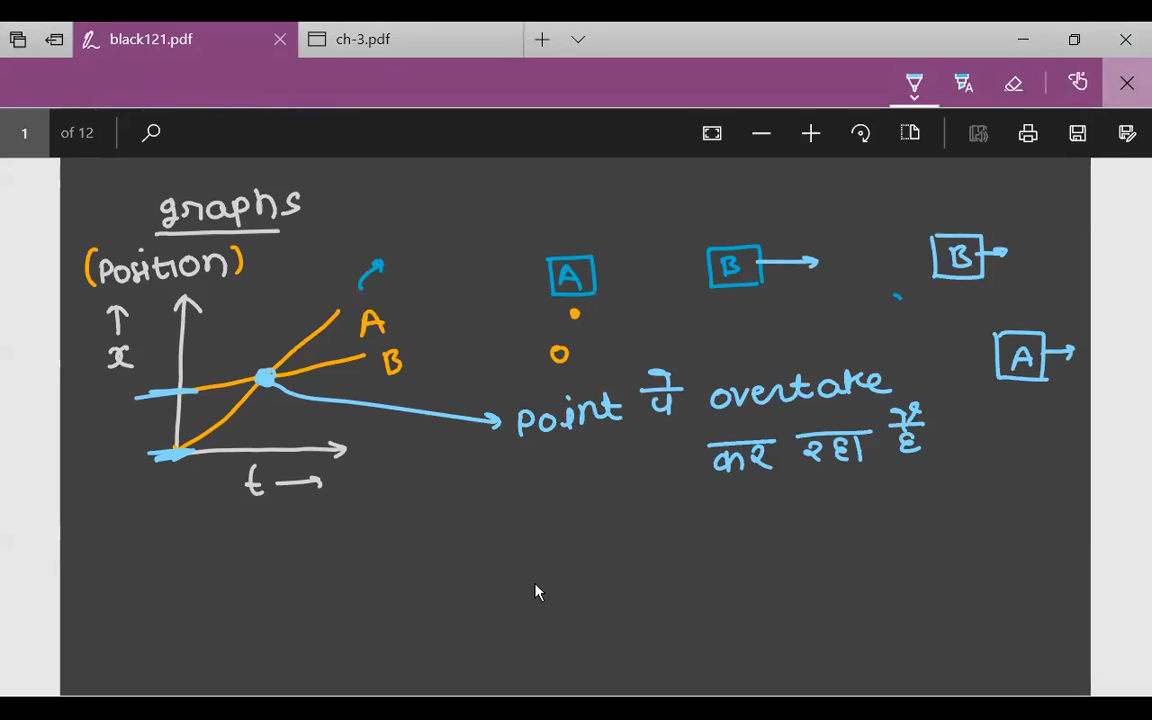 black121.pdf
ch-3.pdf
1 of 12
graphs
(Position)
x
A
B
t
A
B
B
A
point पे overtake
कर रहा है